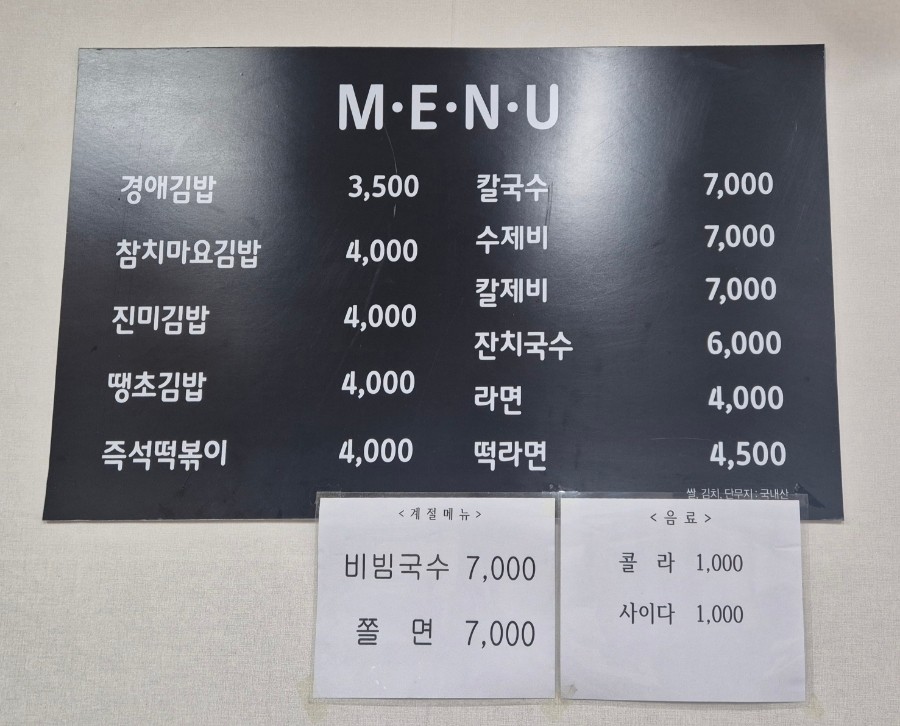 M·E·N·U
경애김밥 3,500
참치마요김밥 4,000
진미김밥 4,000
땡초김밥 4,000
즉석떡볶이 4,000
칼국수 7,000
수제비 7,000
칼제비 7,000
잔치국수 6,000
라면 4,000
떡라면 4,500
쌀, 김치, 단무지 : 국내산
<계절메뉴>
비빔국수 7,000
쫄 면 7,000
<음료>
콜 라 1,000
사이다 1,000